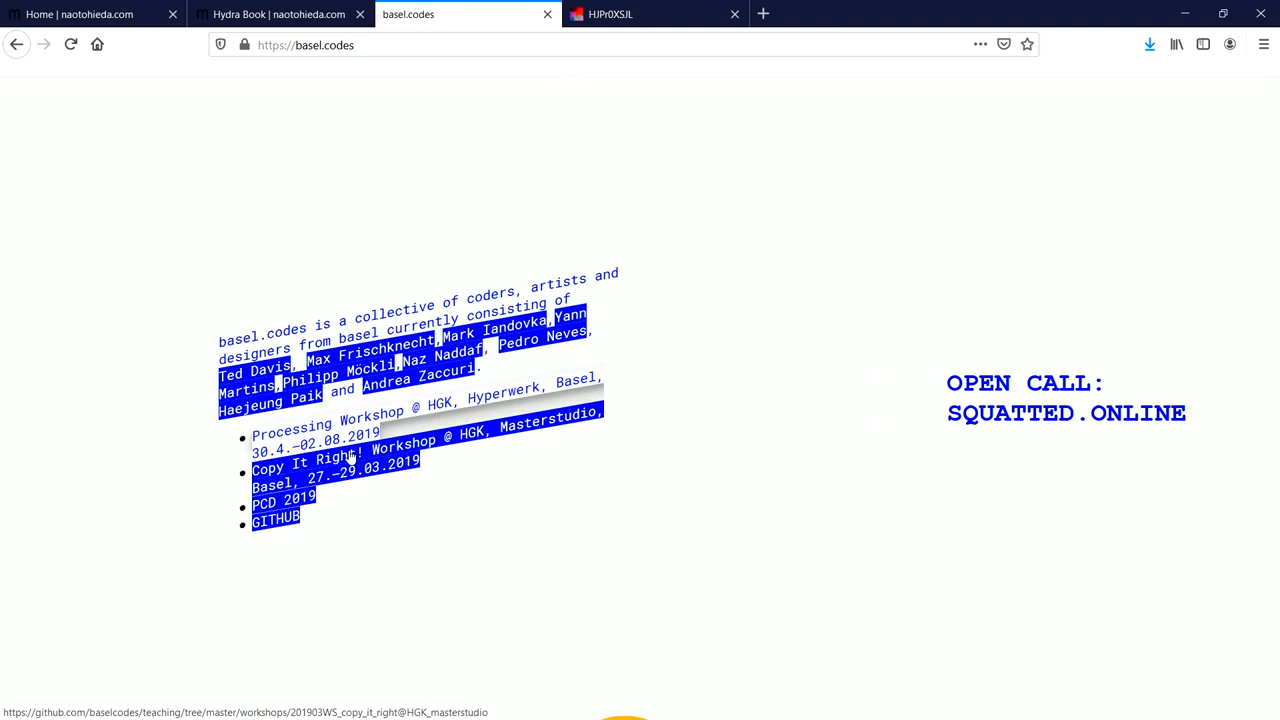 Home | naotohieda.com
Hydra Book | naotohieda.com
basel.codes
HJPr0XSJL
https://basel.codes
basel.codes is a collective of coders, artists and
designers from basel currently consisting of
Ted Davis, Max Frischknecht,Mark Iandovka,Yann
Martins,Philipp Möckli,Naz Naddaf, Pedro Neves,
Haejeung Paik and Andrea Zaccuri.
Processing Workshop @ HGK, Hyperwerk, Basel,
30.4.–02.08.2019
Copy It Right! Workshop @ HGK, Masterstudio,
Basel, 27.–29.03.2019
PCD 2019
GITHUB
OPEN CALL:
SQUATTED.ONLINE
https://github.com/baselcodes/teaching/tree/master/workshops/201903WS_copy_it_right@HGK_masterstudio